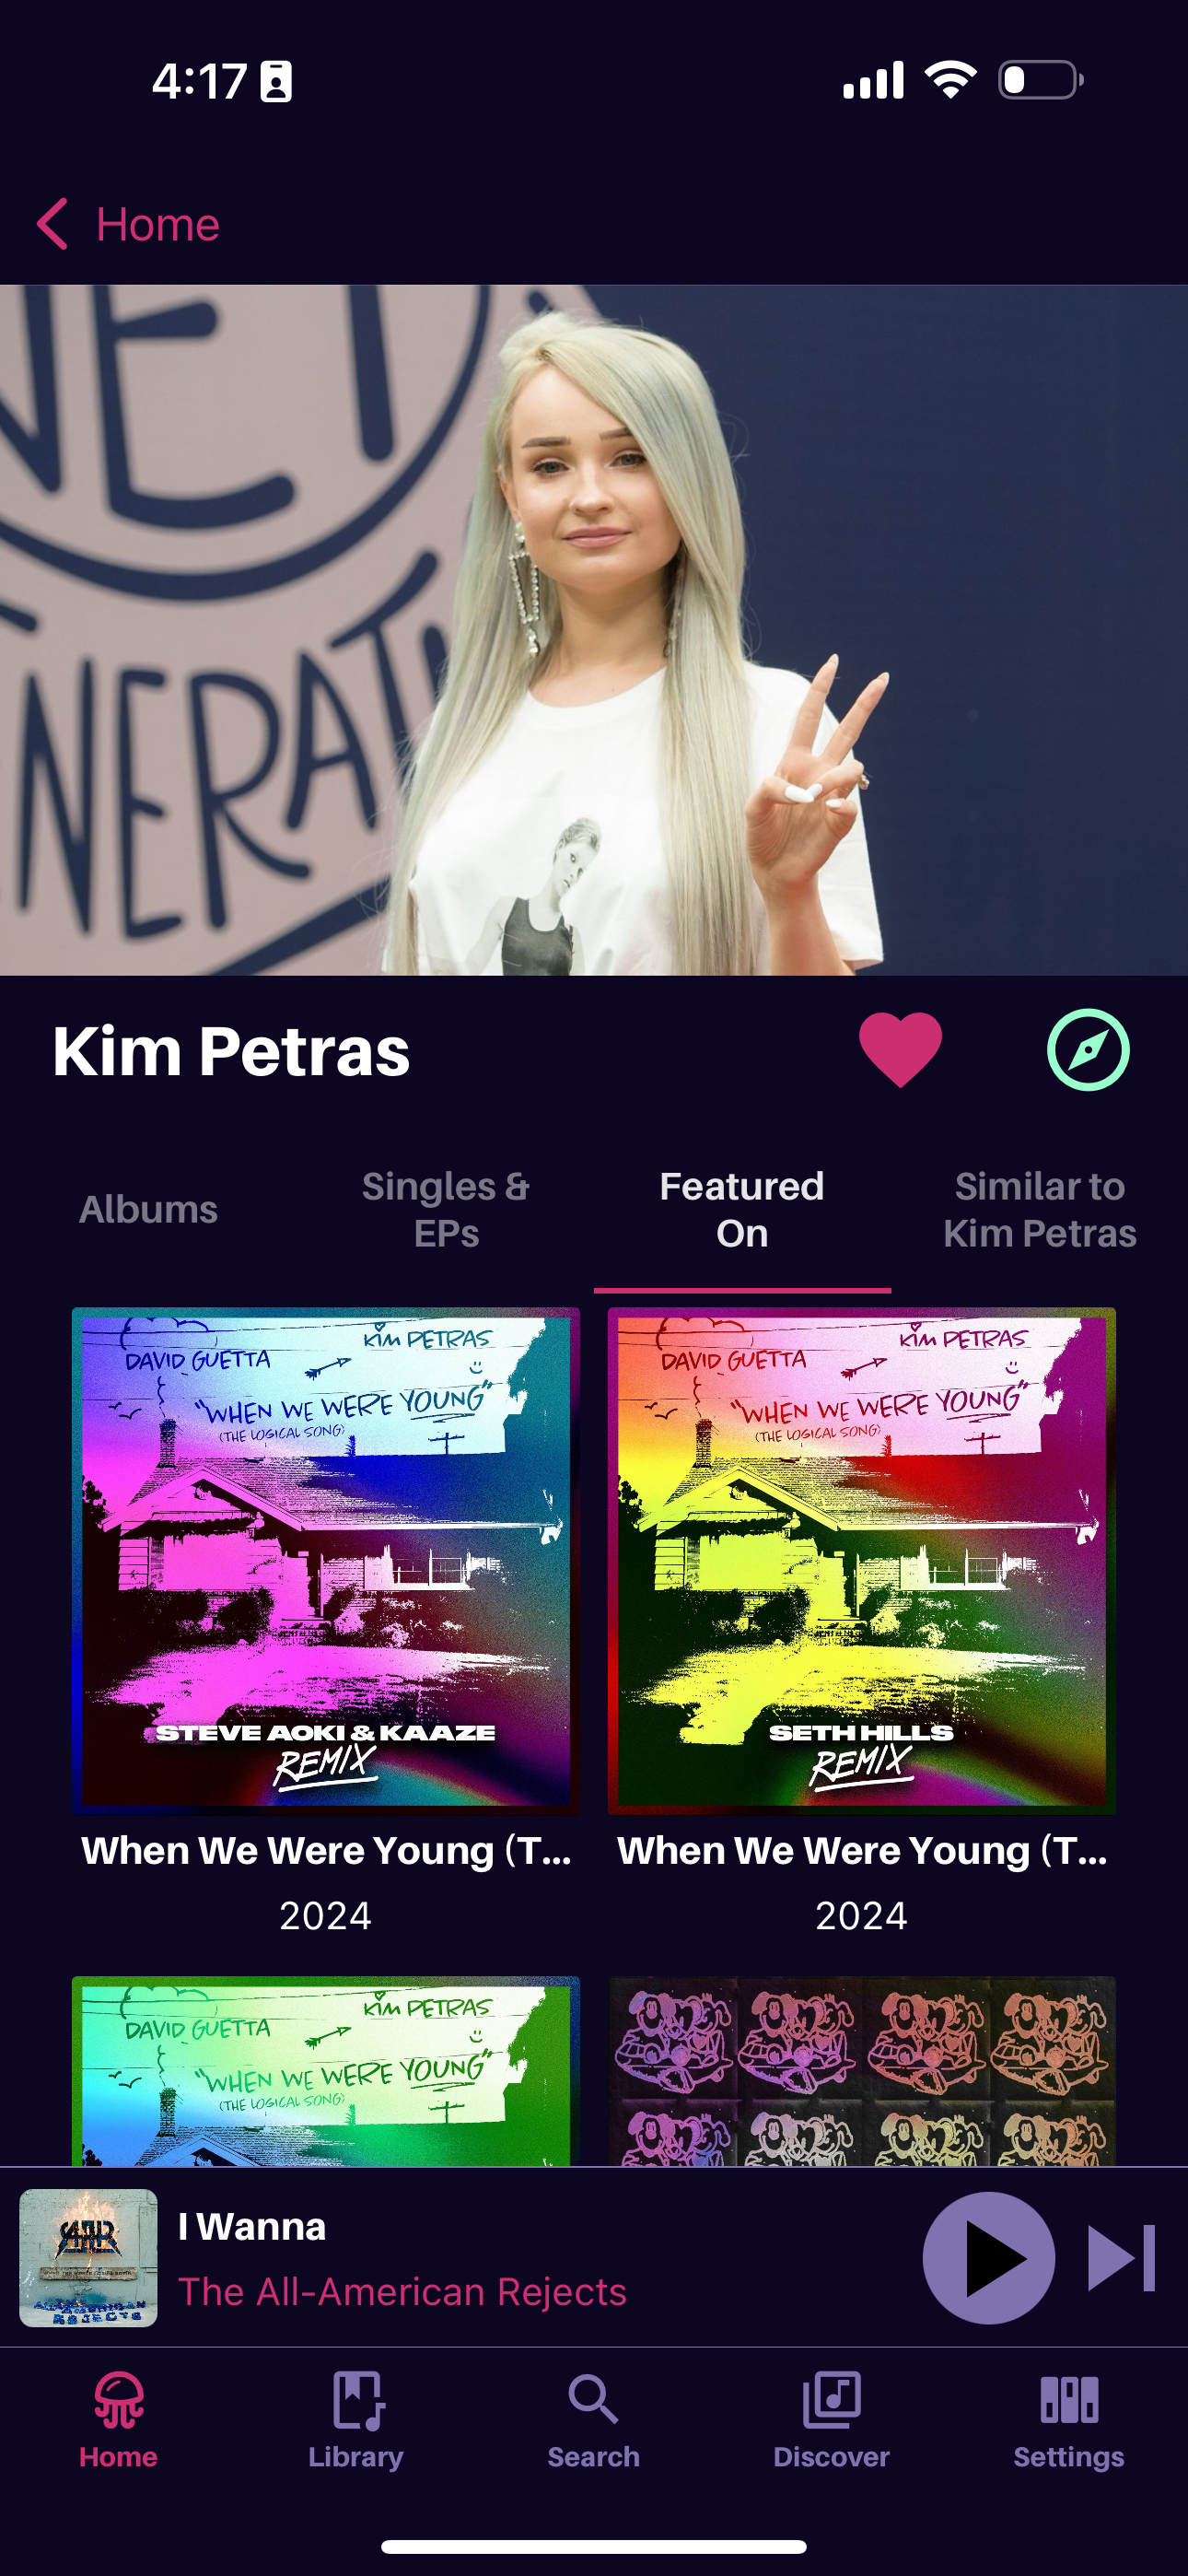 4:17
Home
NET
NERAT
Kim Petras
Albums
Singles &
EPs
Featured
On
Similar to
Kim Petras
KIM PETRAS
DAVID GUETTA
"WHEN WE WERE YOUNG"
(THE LOGICAL SONG)
STEVE AOKI & KAAZE
REMIX
KIM PETRAS
DAVID GUETTA
"WHEN WE WERE YOUNG"
(THE LOGICAL SONG)
SETH HILLS
REMIX
When We Were Young (T...
When We Were Young (T...
2024
2024
KIM PETRAS
DAVID GUETTA
"WHEN WE WERE YOUNG"
(THE LOGICAL SONG)
I Wanna
The All-American Rejects
Home
Library
Search
Discover
Settings